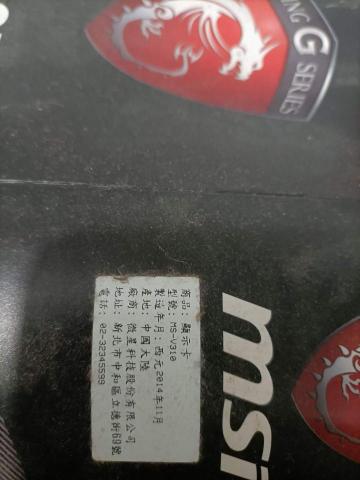 G SERIES
商品: 顯示卡
型號: MS-V310
製造年月: 西元2014年11月
產地: 中國大陸
廠商: 微星科技股份有限公司
地址: 新北市中和區立德街69號
電話: 02-32345599
msi